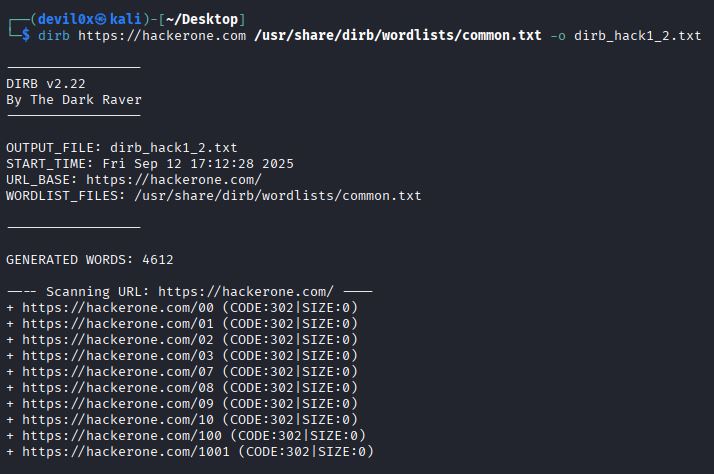 ┌──(devil0x㉿kali)-[~/Desktop]
└─$ dirb https://hackerone.com /usr/share/dirb/wordlists/common.txt -o dirb_hack1_2.txt
-----------------
DIRB v2.22
By The Dark Raver
-----------------
OUTPUT_FILE: dirb_hack1_2.txt
START_TIME: Fri Sep 12 17:12:28 2025
URL_BASE: https://hackerone.com/
WORDLIST_FILES: /usr/share/dirb/wordlists/common.txt
-----------------
GENERATED WORDS: 4612
---- Scanning URL: https://hackerone.com/ ----
+ https://hackerone.com/00 (CODE:302|SIZE:0)
+ https://hackerone.com/01 (CODE:302|SIZE:0)
+ https://hackerone.com/02 (CODE:302|SIZE:0)
+ https://hackerone.com/03 (CODE:302|SIZE:0)
+ https://hackerone.com/07 (CODE:302|SIZE:0)
+ https://hackerone.com/08 (CODE:302|SIZE:0)
+ https://hackerone.com/09 (CODE:302|SIZE:0)
+ https://hackerone.com/10 (CODE:302|SIZE:0)
+ https://hackerone.com/100 (CODE:302|SIZE:0)
+ https://hackerone.com/1001 (CODE:302|SIZE:0)